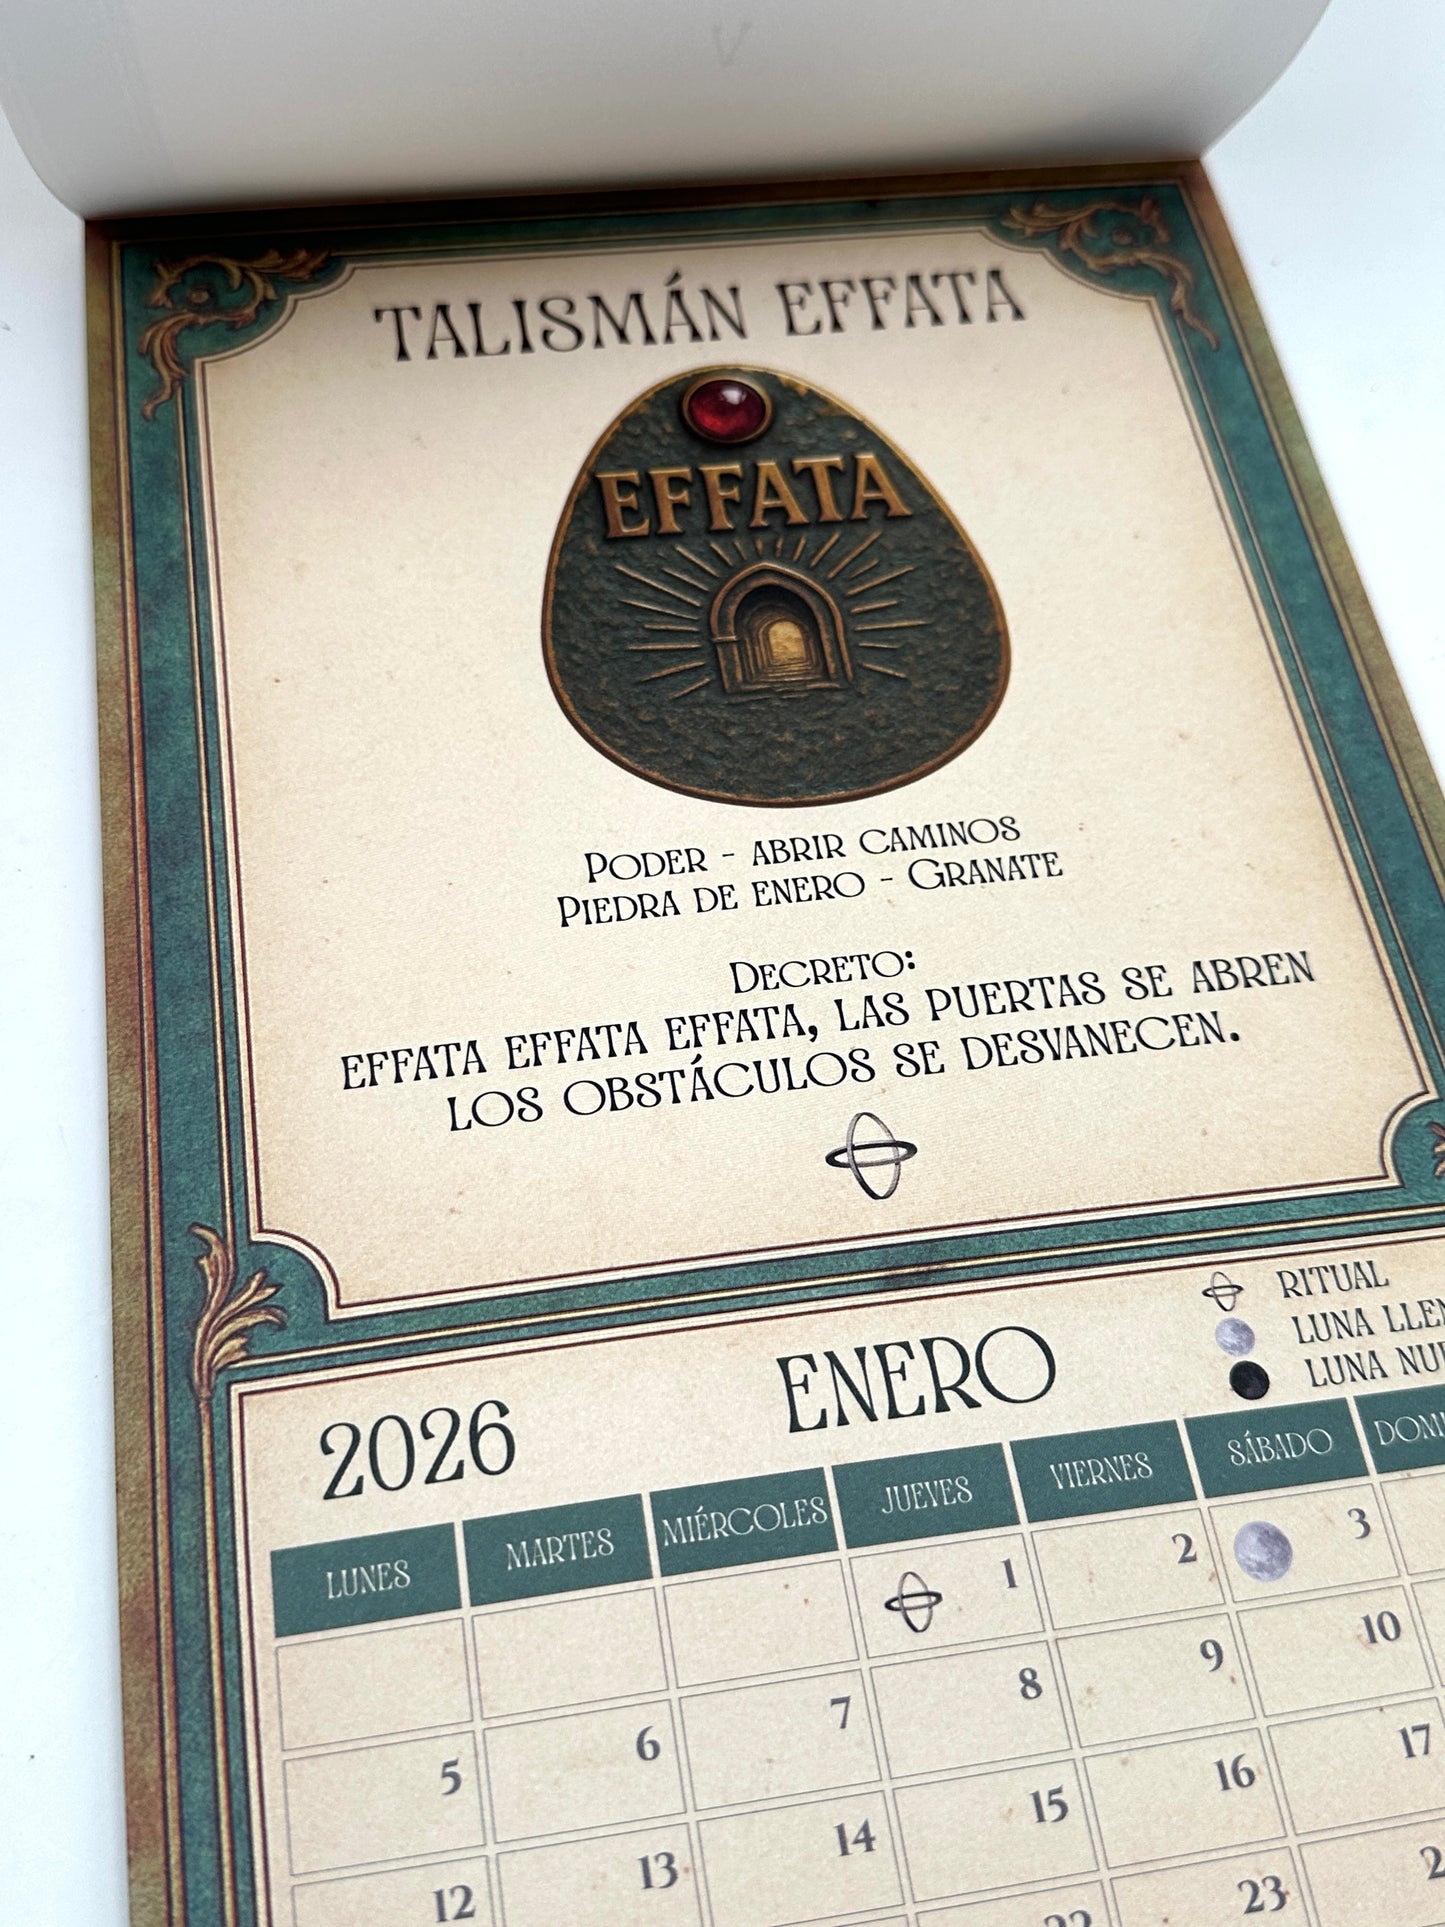 TALISMÁN EFFATA
EFFATA
PODER - ABRIR CAMINOS
PIEDRA DE ENERO - GRANATE
DECRETO:
EFFATA EFFATA EFFATA, LAS PUERTAS SE ABREN
LOS OBSTÁCULOS SE DESVANECEN.
RITUAL
LUNA
LUNA
2026 ENERO
LUNES MARTES MIÉRCOLES JUEVES VIERNES SÁBADO
1 2 3
5 6 7 8 9 10
12 13 14 15 16 17
23